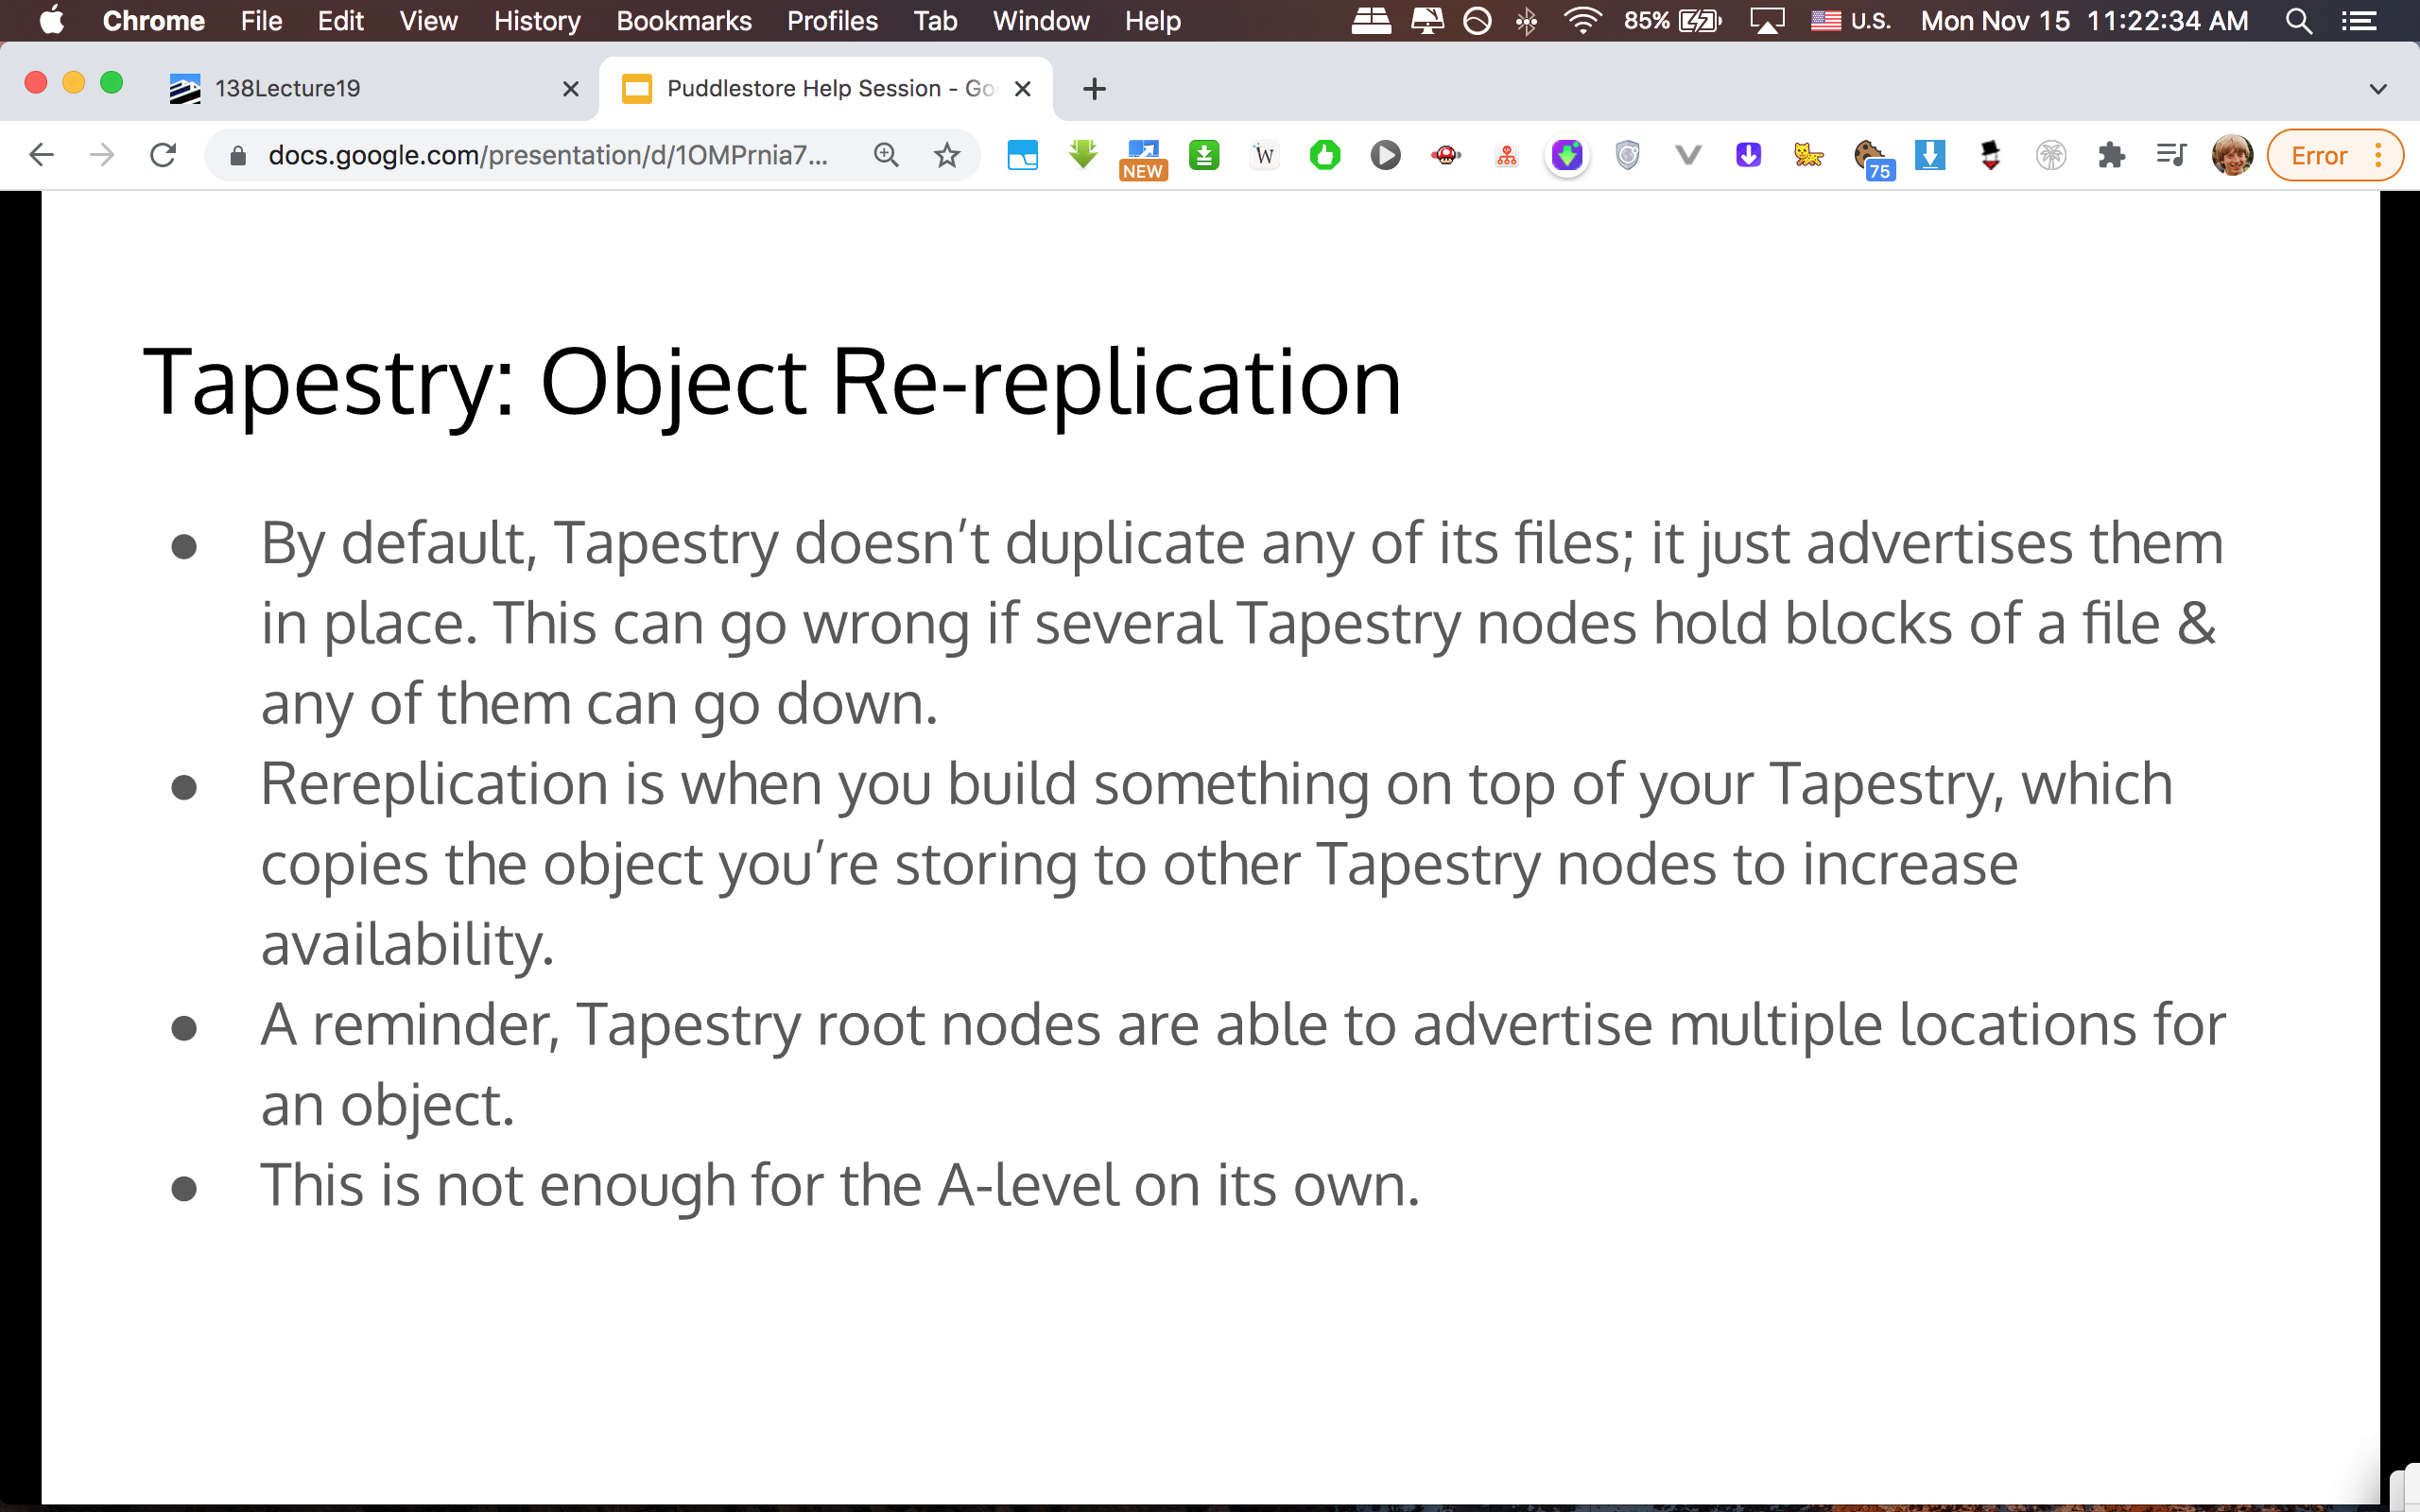 Chrome File Edit View History Bookmarks Profiles Tab Window Help 85% U.S. Mon Nov 15 11:22:34 AM
138Lecture19 Puddlestore Help Session - Go
docs.google.com/presentation/d/1OMPrnia7... NEW W 75 Error
Tapestry: Object Re-replication
● By default, Tapestry doesn’t duplicate any of its files; it just advertises them
in place. This can go wrong if several Tapestry nodes hold blocks of a file &
any of them can go down.
● Rereplication is when you build something on top of your Tapestry, which
copies the object you’re storing to other Tapestry nodes to increase
availability.
● A reminder, Tapestry root nodes are able to advertise multiple locations for
an object.
● This is not enough for the A-level on its own.